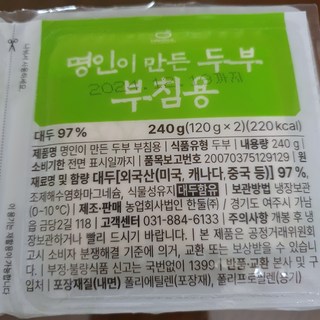 명인이 만든 두부
부침용
대두 97%
240 g(120 g×2)(220 kcal)
제품명 명인이 만든 두부 부침용 | 식품유형 두부 | 내용량 240 g |
소비기한 전면 표시일까지 | 품목보고번호 20070375129129 | 원
재료명 및 함량 대두[외국산(미국, 캐나다, 중국 등)] 97 %,
조제해수염화마그네슘, 식물성유지 대두함유 | 보관방법 냉장보관
(0~10℃) | 제조·판매 농업회사법인 한둘(주) | 경기도 여주시 가남
읍 금당2길 118 | 고객센터 031-884-6133 | 주의사항 개봉 후 냉
장보관하거나 빨리 드시기 바랍니다. | 본 제품은 공정거래위원회
고시 소비자 분쟁해결 기준에 의거, 교환 또는 보상받을 수 있습니
다. | 부정·불량식품 신고는 국번없이 1399 | 반품·교환 본사 및 구
입처 | 포장재질(내면) 폴리에틸렌(포장재), 폴리프로필렌(용기)